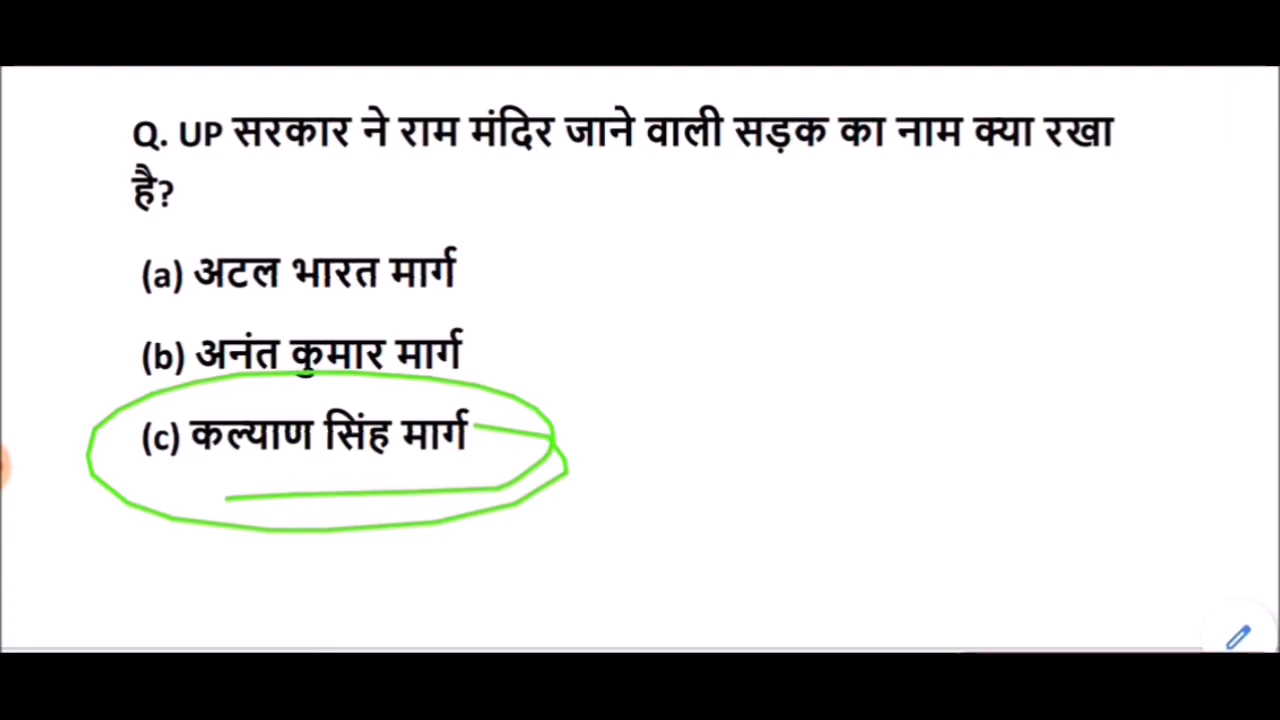 Q. UP सरकार ने राम मंदिर जाने वाली सड़क का नाम क्या रखा
है?
(a) अटल भारत मार्ग
(b) अनंत कुमार मार्ग
(c) कल्याण सिंह मार्ग